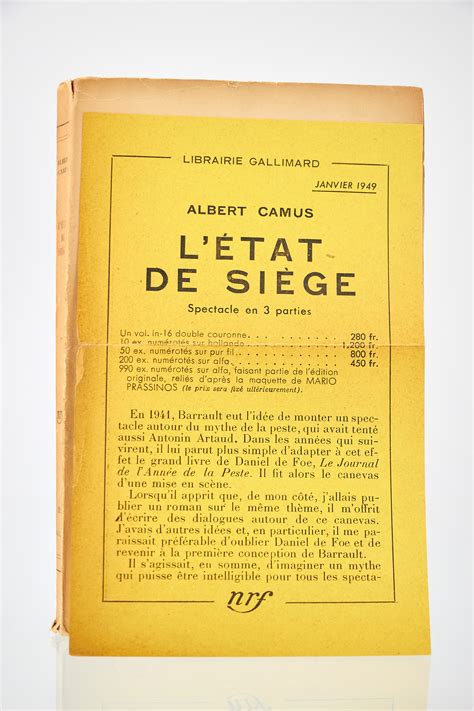 LIBRAIRIE GALLIMARD
JANVIER 1949
ALBERT CAMUS
L'ÉTAT
DE SIÈGE
Spectacle en 3 parties
Un vol. in-16 double couronne. . . . . . . . . . . 280 fr.
10 ex. numérotés sur hollande. . . . . . . . . . 1.200 fr.
50 ex. numérotés sur pur fil. . . . . . . . . . . . 800 fr.
200 ex. numérotés sur alfa. . . . . . . . . . . . . 450 fr.
990 ex. numérotés sur alfa, faisant partie de l'édition
originale, reliés d'après la maquette de MARIO
PRASSINOS (le prix sera fixé ultérieurement).
En 1941, Barrault eut l'idée de monter un spec-
tacle autour du mythe de la peste, qui avait tenté
aussi Antonin Artaud. Dans les années qui sui-
virent, il lui parut plus simple d'adapter à cet ef-
fet le grand livre de Daniel de Foe, Le Journal
de l'Année de la Peste. Il fit alors le canevas
d'une mise en scène.
Lorsqu'il apprit que, de mon côté, j'allais pu-
blier un roman sur le même thème, il m'offrit
d'écrire des dialogues autour de ce canevas.
J'avais d'autres idées et, en particulier, il me pa-
raissait préférable d'oublier Daniel de Foe et de
revenir à la première conception de Barrault.
Il s'agissait, en somme, d'imaginer un mythe
qui puisse être intelligible pour tous les specta-
nrf